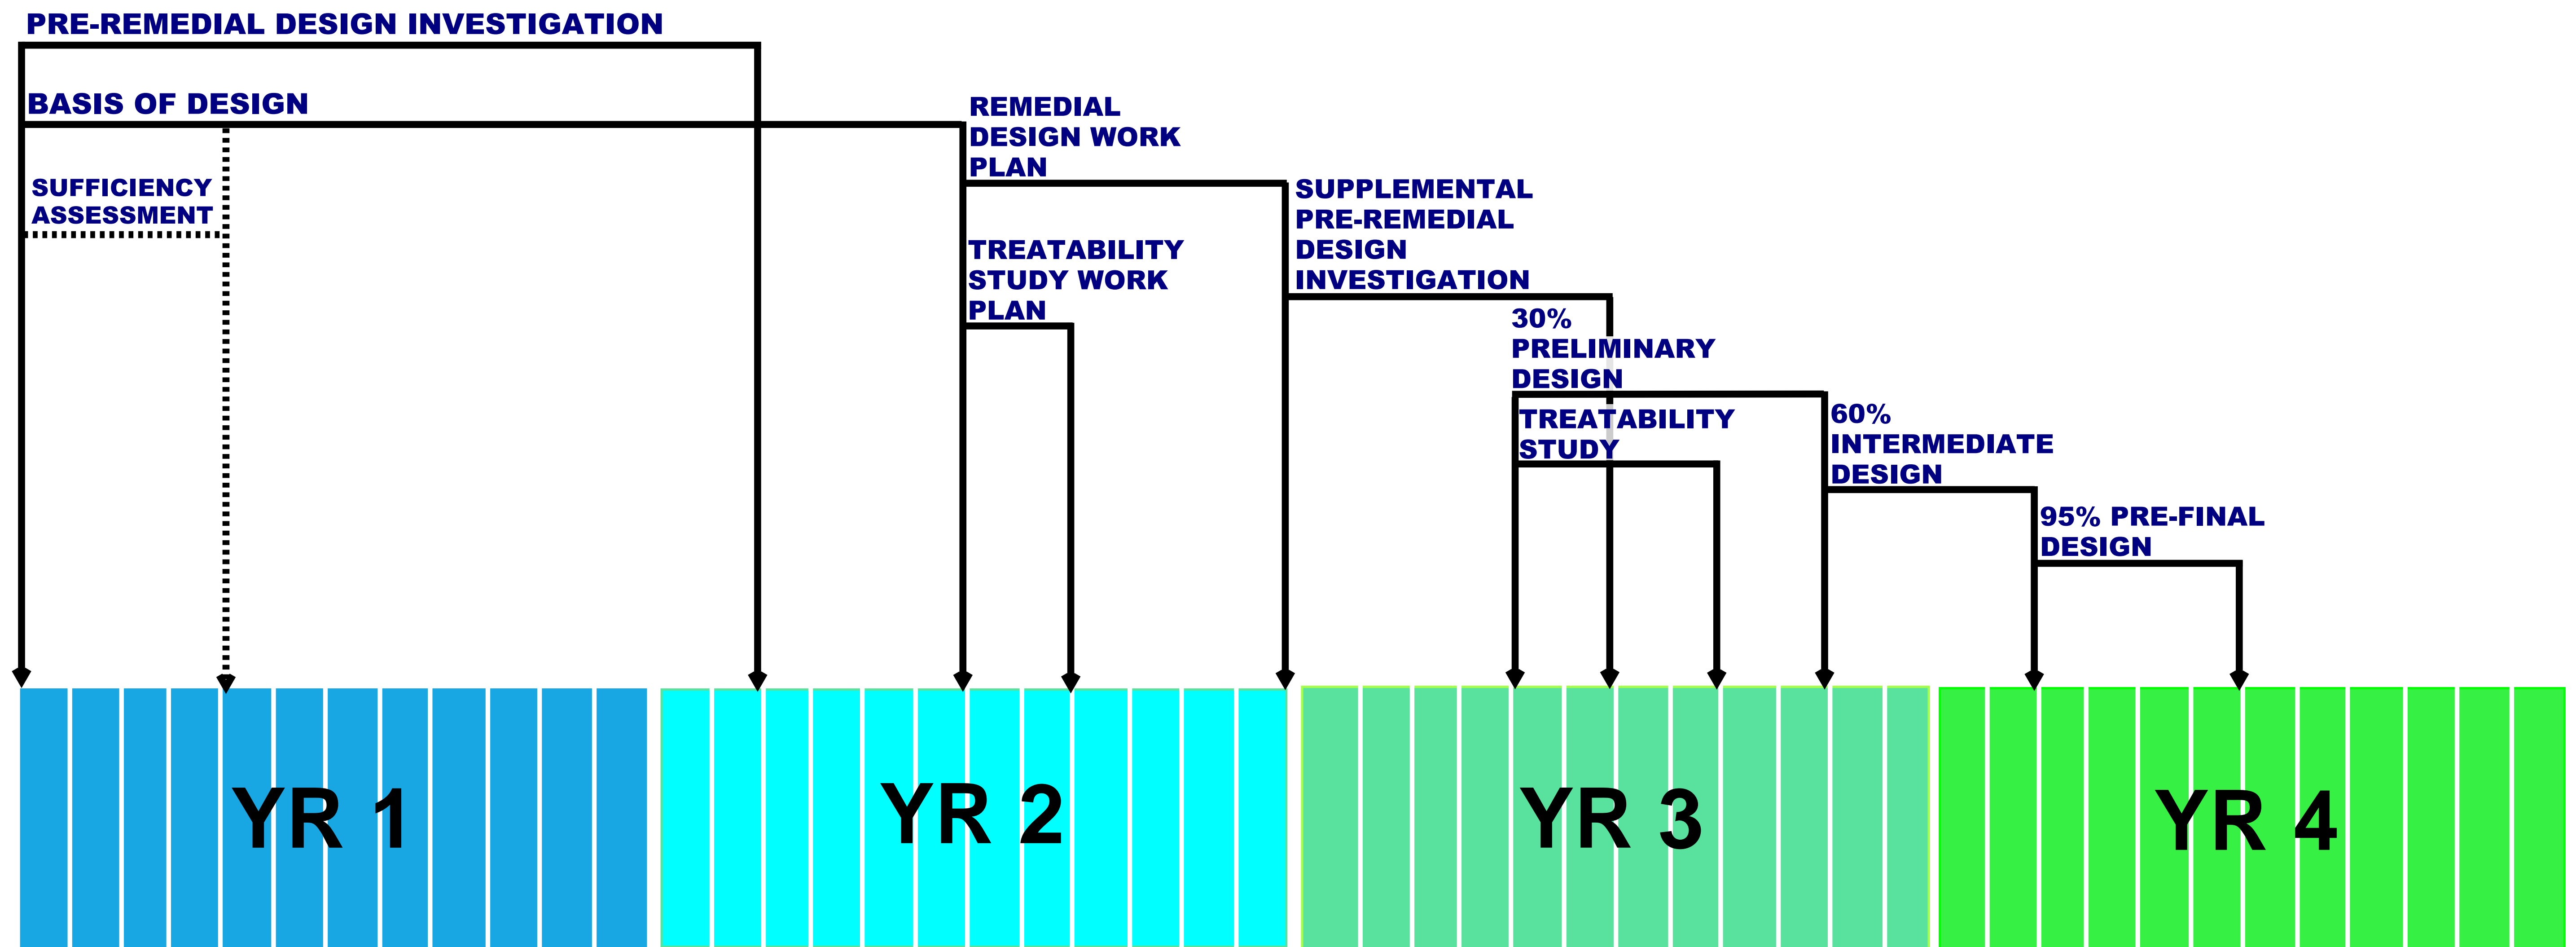 PRE-REMEDIAL DESIGN INVESTIGATION
BASIS OF DESIGN
SUFFICIENCY
ASSESSMENT
REMEDIAL
DESIGN WORK
PLAN
TREATABILITY
STUDY WORK
PLAN
SUPPLEMENTAL
PRE-REMEDIAL
DESIGN
INVESTIGATION
30%
PRELIMINARY
DESIGN
TREATABILITY
STUDY
60%
INTERMEDIATE
DESIGN
95% PRE-FINAL
DESIGN
YR 1
YR 2
YR 3
YR 4